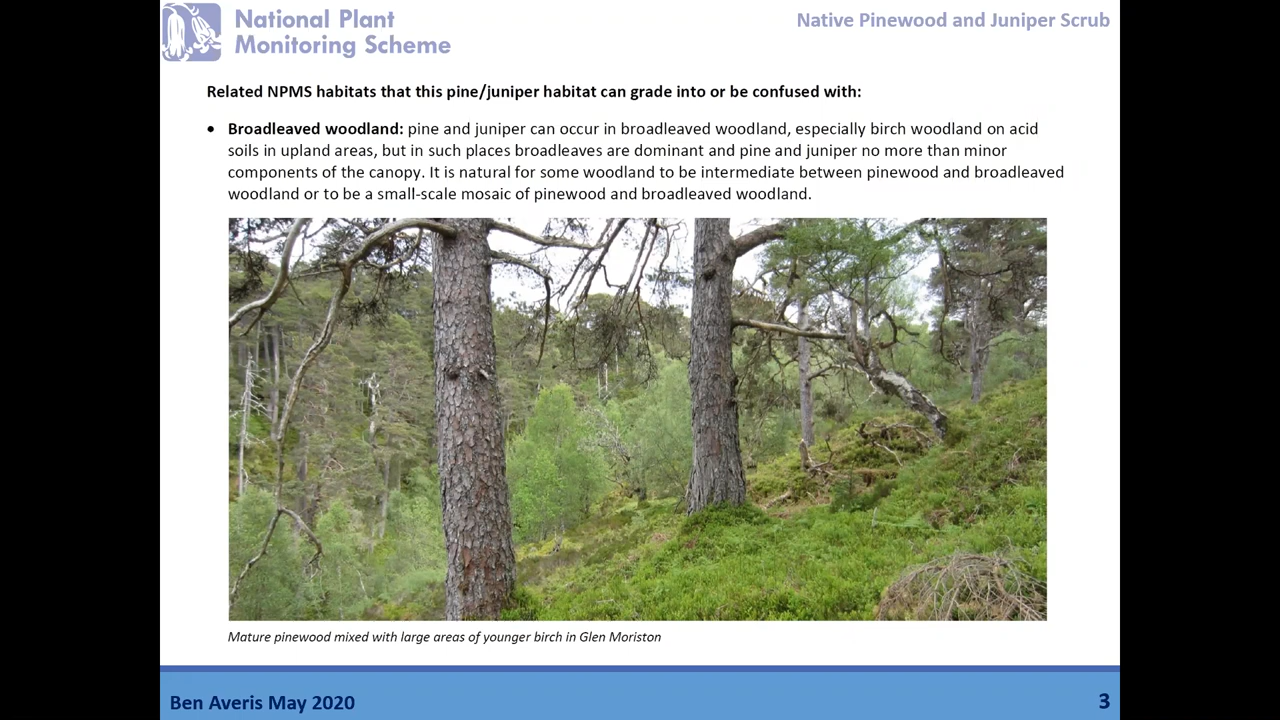 National Plant
Monitoring Scheme
Native Pinewood and Juniper Scrub
Related NPMS habitats that this pine/juniper habitat can grade into or be confused with:
• Broadleaved woodland: pine and juniper can occur in broadleaved woodland, especially birch woodland on acid
soils in upland areas, but in such places broadleaves are dominant and pine and juniper no more than minor
components of the canopy. It is natural for some woodland to be intermediate between pinewood and broadleaved
woodland or to be a small-scale mosaic of pinewood and broadleaved woodland.
Mature pinewood mixed with large areas of younger birch in Glen Moriston
Ben Averis May 2020
3